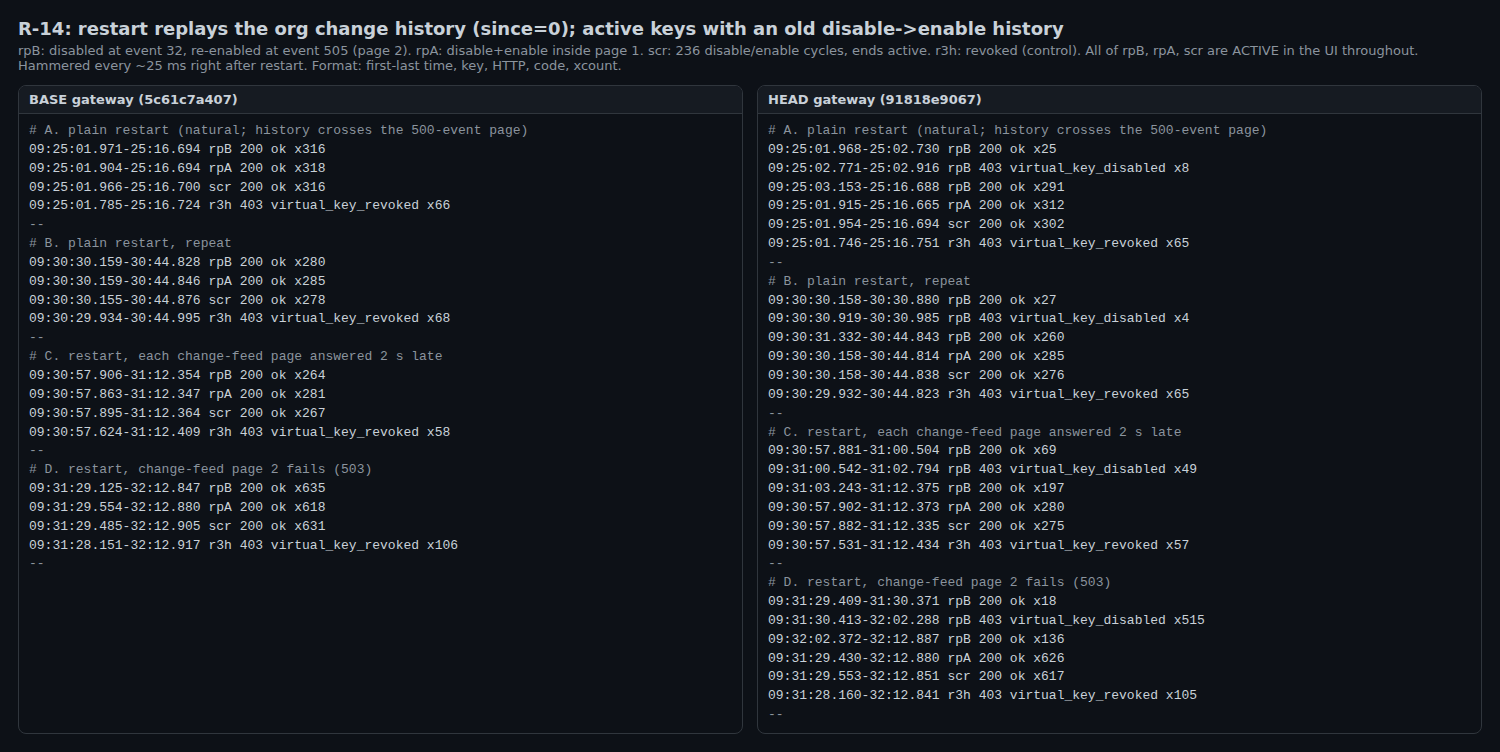 R-14: restart replays the org change history (since=0); active keys with an old disable->enable history
rpB: disabled at event 32, re-enabled at event 505 (page 2). rpA: disable+enable inside page 1. scr: 236 disable/enable cycles, ends active. r3h: revoked (control). All of rpB, rpA, scr are ACTIVE in the UI throughout.
Hammered every ~25 ms right after restart. Format: first-last time, key, HTTP, code, xcount.
BASE gateway (5c61c7a407)
# A. plain restart (natural; history crosses the 500-event page)
09:25:01.971-25:16.694 rpB 200 ok x316
09:25:01.904-25:16.694 rpA 200 ok x318
09:25:01.966-25:16.700 scr 200 ok x316
09:25:01.785-25:16.724 r3h 403 virtual_key_revoked x66
--
# B. plain restart, repeat
09:30:30.159-30:44.828 rpB 200 ok x280
09:30:30.159-30:44.846 rpA 200 ok x285
09:30:30.155-30:44.876 scr 200 ok x278
09:30:29.934-30:44.995 r3h 403 virtual_key_revoked x68
--
# C. restart, each change-feed page answered 2 s late
09:30:57.906-31:12.354 rpB 200 ok x264
09:30:57.863-31:12.347 rpA 200 ok x281
09:30:57.895-31:12.364 scr 200 ok x267
09:30:57.624-31:12.409 r3h 403 virtual_key_revoked x58
--
# D. restart, change-feed page 2 fails (503)
09:31:29.125-32:12.847 rpB 200 ok x635
09:31:29.554-32:12.880 rpA 200 ok x618
09:31:29.485-32:12.905 scr 200 ok x631
09:31:28.151-32:12.917 r3h 403 virtual_key_revoked x106
--
HEAD gateway (91818e9067)
# A. plain restart (natural; history crosses the 500-event page)
09:25:01.968-25:02.730 rpB 200 ok x25
09:25:02.771-25:02.916 rpB 403 virtual_key_disabled x8
09:25:03.153-25:16.688 rpB 200 ok x291
09:25:01.915-25:16.665 rpA 200 ok x312
09:25:01.954-25:16.694 scr 200 ok x302
09:25:01.746-25:16.751 r3h 403 virtual_key_revoked x65
--
# B. plain restart, repeat
09:30:30.158-30:30.880 rpB 200 ok x27
09:30:30.919-30:30.985 rpB 403 virtual_key_disabled x4
09:30:31.332-30:44.843 rpB 200 ok x260
09:30:30.158-30:44.814 rpA 200 ok x285
09:30:30.158-30:44.838 scr 200 ok x276
09:30:29.932-30:44.823 r3h 403 virtual_key_revoked x65
--
# C. restart, each change-feed page answered 2 s late
09:30:57.881-31:00.504 rpB 200 ok x69
09:31:00.542-31:02.794 rpB 403 virtual_key_disabled x49
09:31:03.243-31:12.375 rpB 200 ok x197
09:30:57.902-31:12.373 rpA 200 ok x280
09:30:57.882-31:12.335 scr 200 ok x275
09:30:57.531-31:12.434 r3h 403 virtual_key_revoked x57
--
# D. restart, change-feed page 2 fails (503)
09:31:29.409-31:30.371 rpB 200 ok x18
09:31:30.413-32:02.288 rpB 403 virtual_key_disabled x515
09:32:02.372-32:12.887 rpB 200 ok x136
09:31:29.430-32:12.880 rpA 200 ok x626
09:31:29.553-32:12.851 scr 200 ok x617
09:31:28.160-32:12.841 r3h 403 virtual_key_revoked x105
--